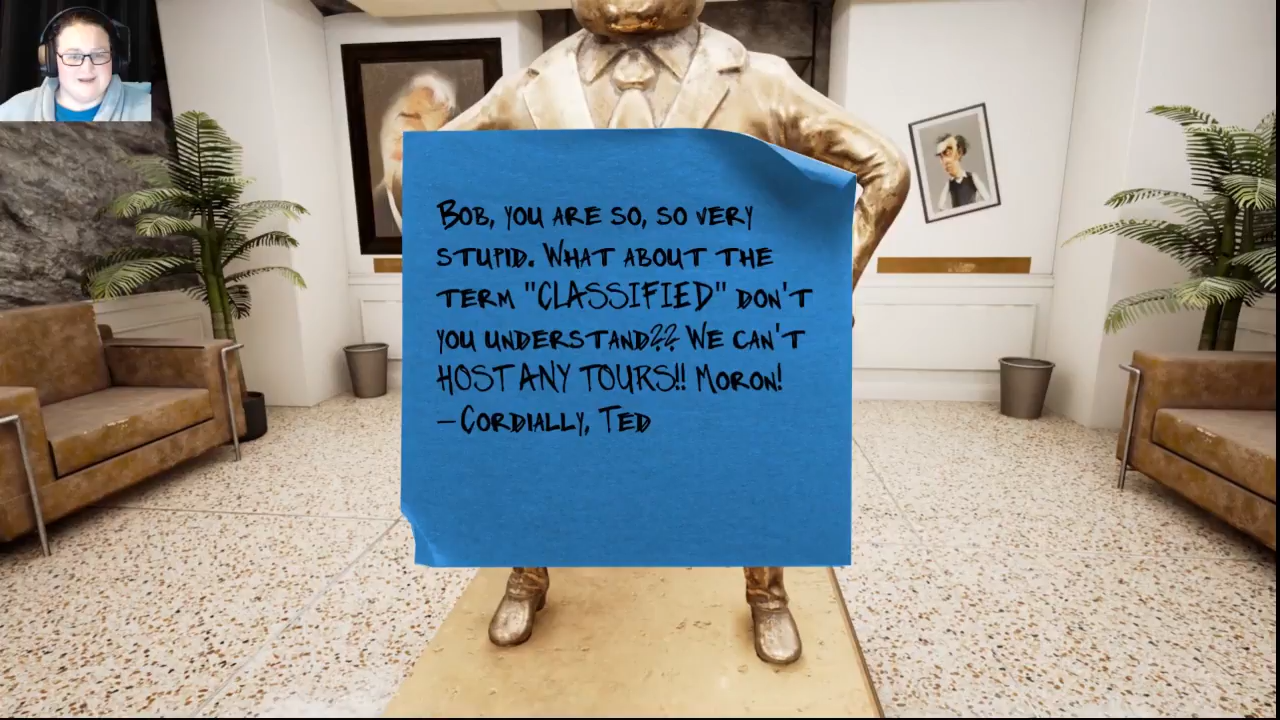 BOB, YOU ARE SO, SO VERY
STUPID. WHAT ABOUT THE
TERM "CLASSIFIED" DON'T
YOU UNDERSTAND?? WE CAN'T
HOST ANY TOURS!! MORON!
—CORDIALLY, TED